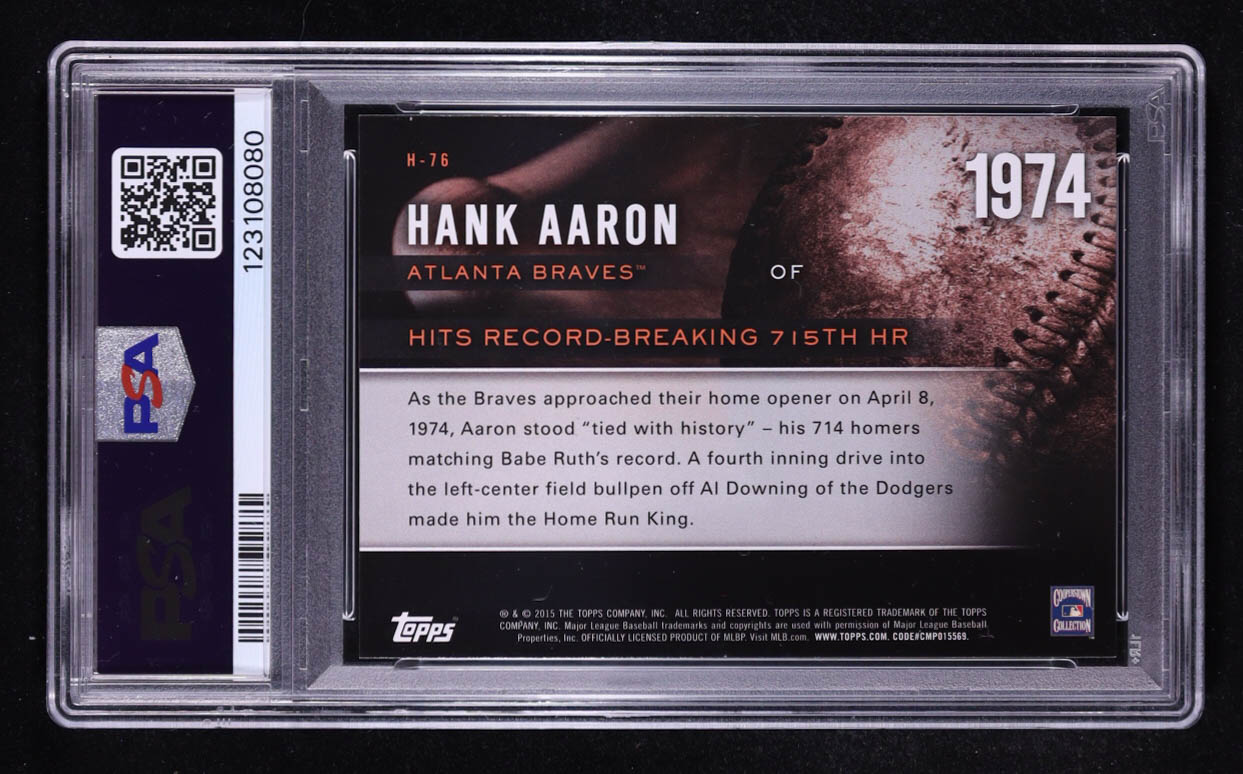 123108080
PSA
PSA
H-76
1974
HANK AARON
ATLANTA BRAVES™
OF
HITS RECORD-BREAKING 715TH HR
As the Braves approached their home opener on April 8,
1974, Aaron stood “tied with history” – his 714 homers
matching Babe Ruth’s record. A fourth inning drive into
the left-center field bullpen off Al Downing of the Dodgers
made him the Home Run King.
topps
® & © 2015 THE TOPPS COMPANY, INC. ALL RIGHTS RESERVED. TOPPS IS A REGISTERED TRADEMARK OF THE TOPPS
COMPANY, INC. Major League Baseball trademarks and copyrights are used with permission of Major League Baseball
Properties, Inc. OFFICIALLY LICENSED PRODUCT OF MLBP. Visit MLB.com. WWW.TOPPS.COM. CODE#CMP015569.
COOPERSTOWN
COLLECTION
PSA